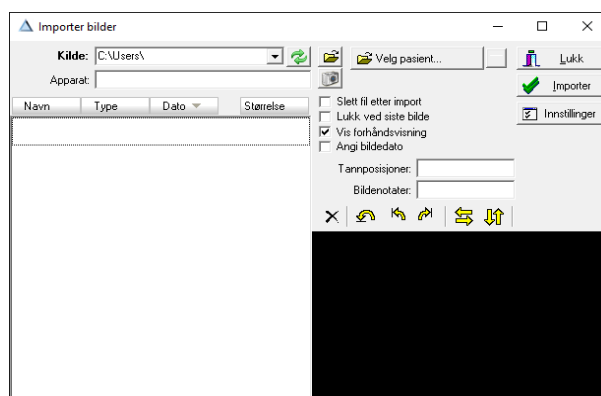 Importer bilder
Kilde: C:\Users\
Velg pasient...
Lukk
Apparat:
Importer
Navn Type Dato Størrelse
Slett fil etter import
Innstillinger
Lukk ved siste bilde
Vis forhåndsvisning
Angi bildedato
Tannposisjoner:
Bildenotater: